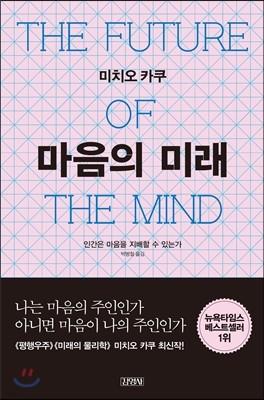 THE FUTURE
미치오 카쿠
OF
마음의 미래
THE MIND
인간은 마음을 지배할 수 있는가
박병철 옮김
나는 마음의 주인인가
아니면 마음이 나의 주인인가
《평행우주》《미래의 물리학》 미치오 카쿠 최신작!
뉴욕타임스
베스트셀러
1위
김영사
yes24